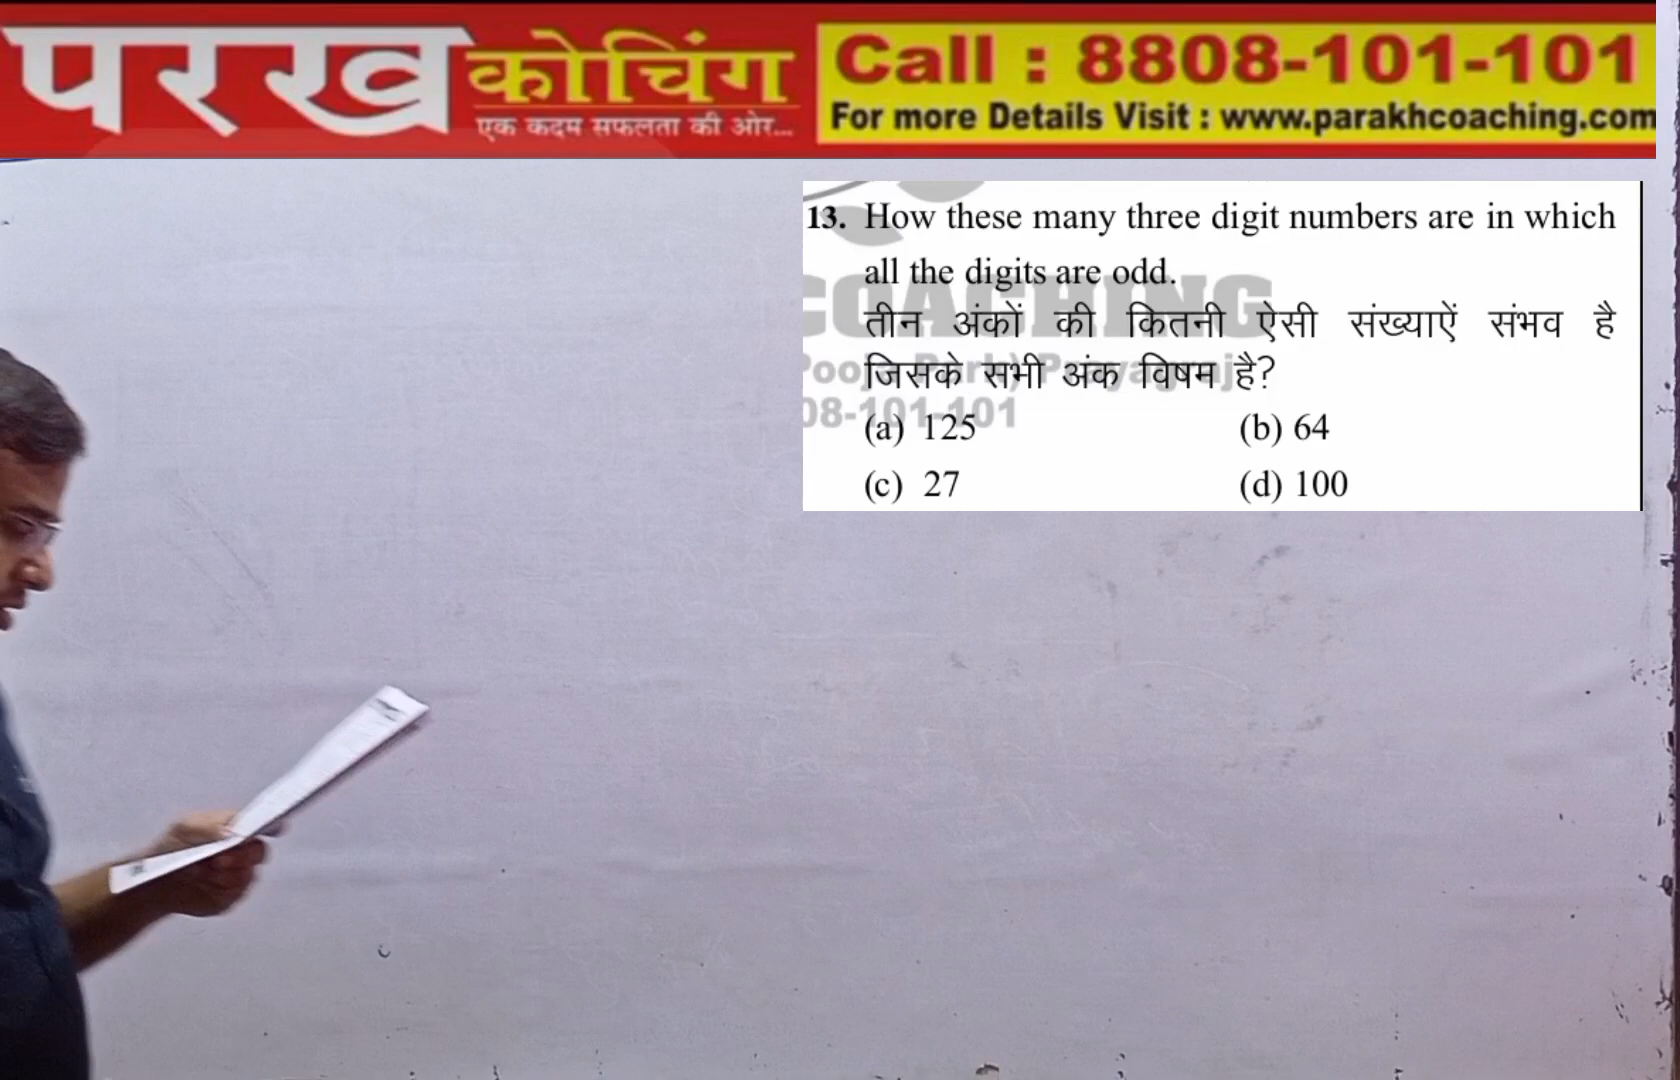 परख कोचिंग
एक कदम सफलता की ओर...
Call : 8808-101-101
For more Details Visit : www.parakhcoaching.com
13. How these many three digit numbers are in which
all the digits are odd.
तीन अंकों की कितनी ऐसी संख्याऐं संभव है
जिसके सभी अंक विषम है?
(a) 125 (b) 64
(c) 27 (d) 100
COACHING
Prayagraj
08-101-101